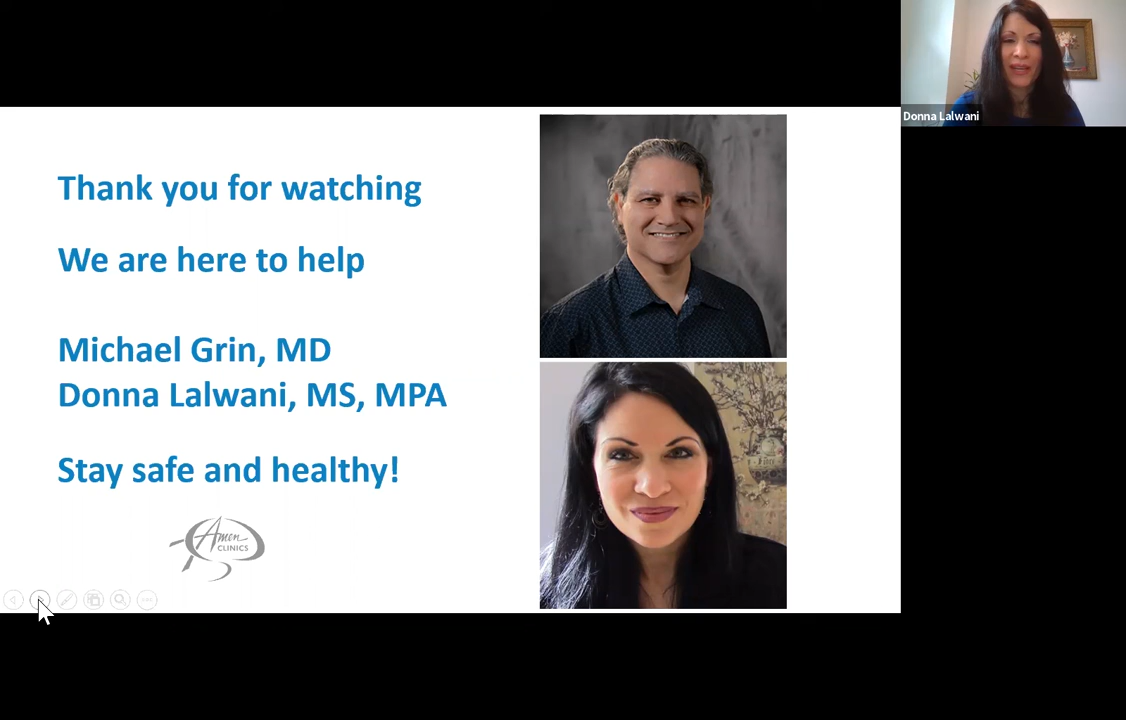 Thank you for watching
We are here to help
Michael Grin, MD
Donna Lalwani, MS, MPA
Stay safe and healthy!
Amen
CLINICS
Donna Lalwani